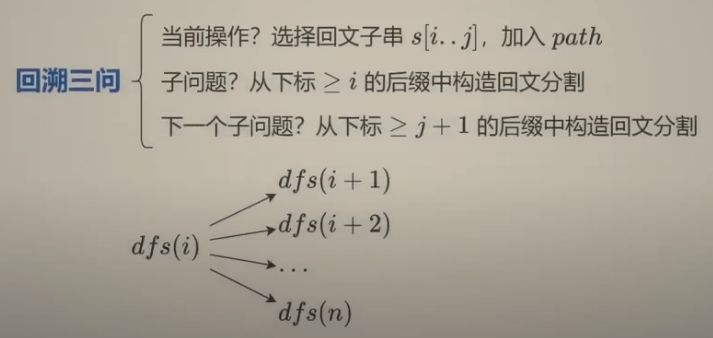 回溯三问
当前操作？选择回文子串 s[i..j]，加入 path
子问题？从下标 ≥ i 的后缀中构造回文分割
下一个子问题？从下标 ≥ j + 1 的后缀中构造回文分割
dfs(i + 1)
dfs(i + 2)
dfs(i)
...
dfs(n)